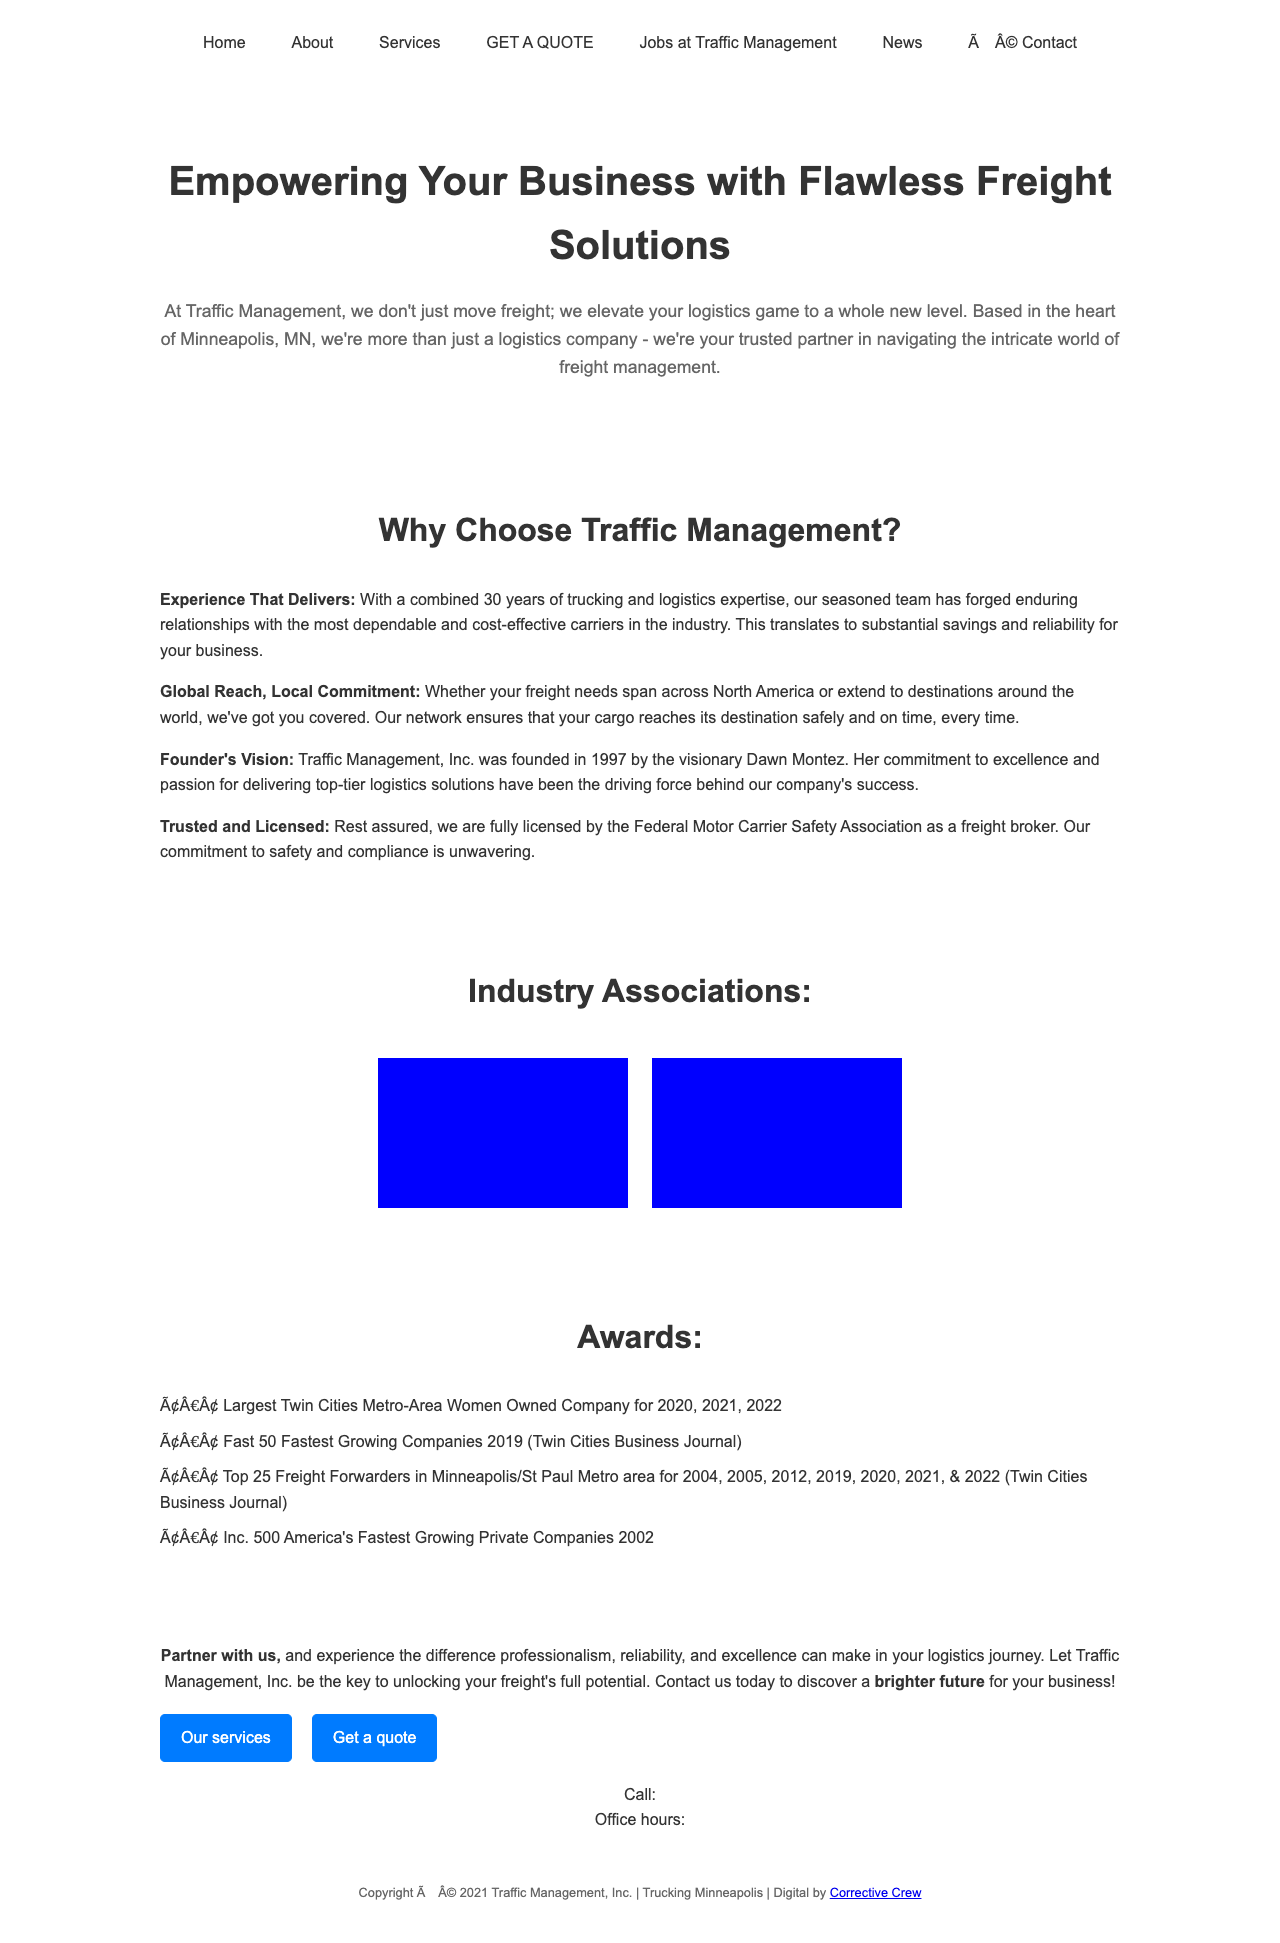 Home About Services GET A QUOTE Jobs at Traffic Management News Ã Â© Contact
Empowering Your Business with Flawless Freight
Solutions
At Traffic Management, we don't just move freight; we elevate your logistics game to a whole new level. Based in the heart
of Minneapolis, MN, we're more than just a logistics company - we're your trusted partner in navigating the intricate world of
freight management.
Why Choose Traffic Management?
Experience That Delivers: With a combined 30 years of trucking and logistics expertise, our seasoned team has forged enduring
relationships with the most dependable and cost-effective carriers in the industry. This translates to substantial savings and reliability for
your business.
Global Reach, Local Commitment: Whether your freight needs span across North America or extend to destinations around the
world, we've got you covered. Our network ensures that your cargo reaches its destination safely and on time, every time.
Founder's Vision: Traffic Management, Inc. was founded in 1997 by the visionary Dawn Montez. Her commitment to excellence and
passion for delivering top-tier logistics solutions have been the driving force behind our company's success.
Trusted and Licensed: Rest assured, we are fully licensed by the Federal Motor Carrier Safety Association as a freight broker. Our
commitment to safety and compliance is unwavering.
Industry Associations:
Awards:
Ã¢Â€Â¢ Largest Twin Cities Metro-Area Women Owned Company for 2020, 2021, 2022
Ã¢Â€Â¢ Fast 50 Fastest Growing Companies 2019 (Twin Cities Business Journal)
Ã¢Â€Â¢ Top 25 Freight Forwarders in Minneapolis/St Paul Metro area for 2004, 2005, 2012, 2019, 2020, 2021, & 2022 (Twin Cities
Business Journal)
Ã¢Â€Â¢ Inc. 500 America's Fastest Growing Private Companies 2002
Partner with us, and experience the difference professionalism, reliability, and excellence can make in your logistics journey. Let Traffic
Management, Inc. be the key to unlocking your freight's full potential. Contact us today to discover a brighter future for your business!
Our services Get a quote
Call:
Office hours:
Copyright Ã Â© 2021 Traffic Management, Inc. | Trucking Minneapolis | Digital by Corrective Crew